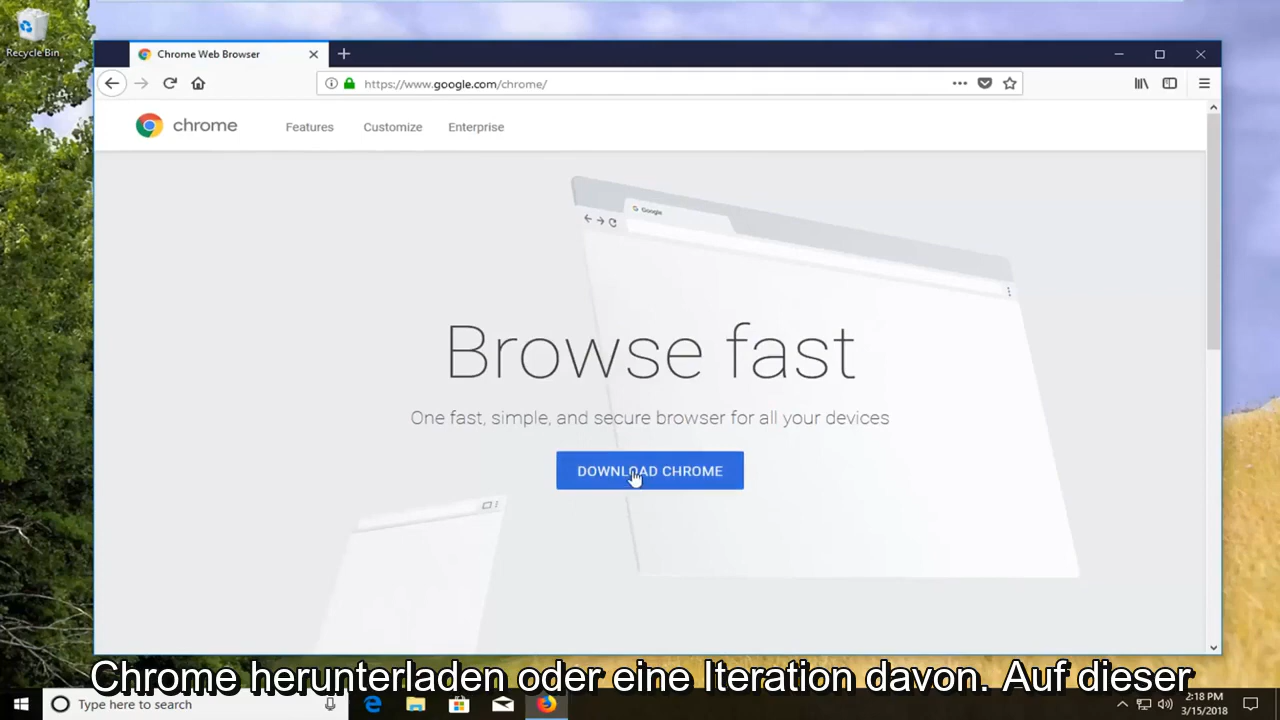 Recycle Bin
Chrome Web Browser
https://www.google.com/chrome/
chrome
Features
Customize
Enterprise
Google
Browse fast
One fast, simple, and secure browser for all your devices
DOWNLOAD CHROME
Chrome herunterladen oder eine Iteration davon. Auf dieser
Type here to search
2:18 PM
3/15/2018